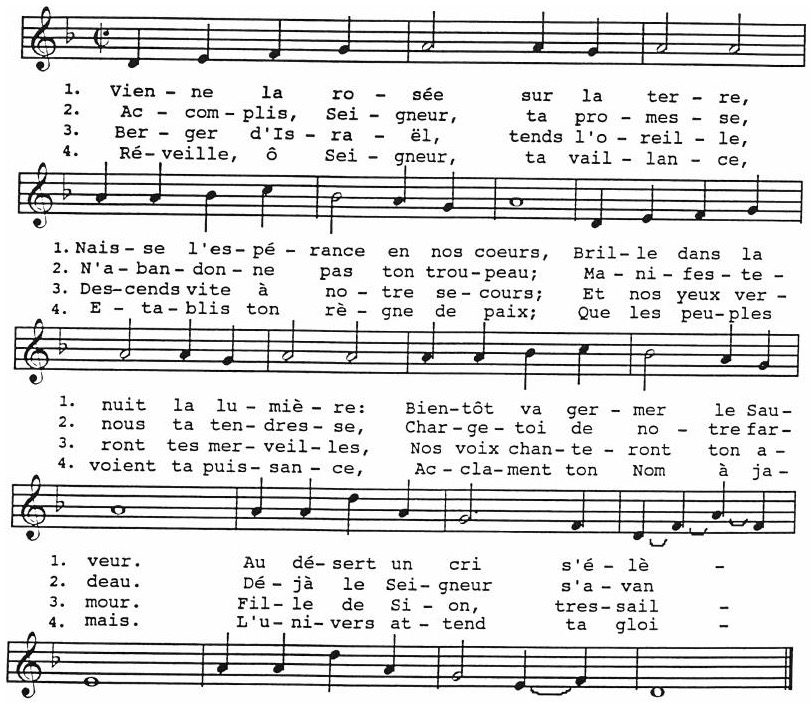 1. Vien - ne la ro - sée sur la ter - re,
2. Ac - com - plis, Sei - gneur, ta pro - mes - se,
3. Ber - ger d'Is - ra - ël, tends l'o - reil - le,
4. Ré - veille, ô Sei - gneur, ta vail - lan - ce,
1. Nais - se l'es - pé - rance en nos coeurs, Bril - le dans la
2. N'a - ban - don - ne pas ton trou - peau; Ma - ni - fes - te -
3. Des - cends vite à no - tre se - cours; Et nos yeux ver -
4. E - ta - blis ton rè - gne de paix; Que les peu - ples
1. nuit la lu - miè - re: Bien - tôt va ger - mer le Sau -
2. nous ta ten - dres - se, Char - ge - toi de no - tre far -
3. ront tes mer - veil - les, Nos voix chan - te - ront ton a -
4. voient ta puis - san - ce, Ac - cla - ment ton Nom à ja -
1. veur. Au dé - sert un cri s'é - lè -
2. deau. Dé - jà le Sei - gneur s'a - van
3. mour. Fil - le de Si - on, tres - sail -
4. mais. L'u - ni - vers at - tend ta gloi -